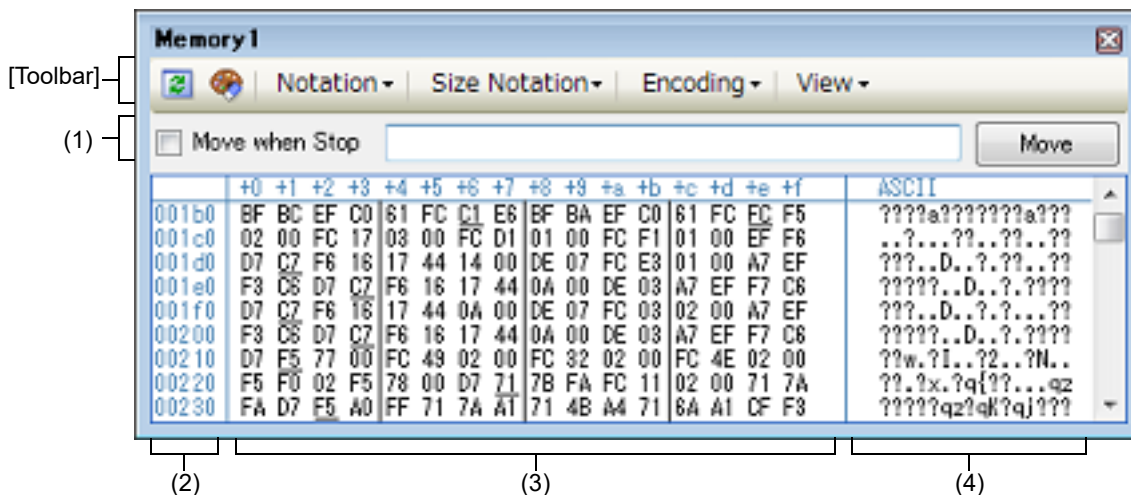 Memory1
[Toolbar]
Notation Size Notation Encoding View
(1)
Move when Stop Move
+0 +1 +2 +3 +4 +5 +6 +7 +8 +9 +a +b +c +d +e +f ASCII
001b0 BF BC EF C0 61 FC C1 E6 BF BA EF C0 61 FC EC F5 ????a???????a???
001c0 02 00 FC 17 03 00 FC D1 01 00 FC F1 01 00 EF F6 ..?...??..??..??
001d0 D7 C7 F6 16 17 44 14 00 DE 07 FC E3 01 00 A7 EF ???..D..?.??..??
001e0 F3 C6 D7 C7 F6 16 17 44 0A 00 DE 03 A7 EF F7 C6 ?????..D..?.????
001f0 D7 C7 F6 16 17 44 0A 00 DE 07 FC 03 02 00 A7 EF ???..D..?.?...??
00200 F3 C6 D7 C7 F6 16 17 44 0A 00 DE 03 A7 EF F7 C6 ?????..D..?.????
00210 D7 F5 77 00 FC 49 02 00 FC 32 02 00 FC 4E 02 00 ??w.?I..?2..?N..
00220 F5 F0 02 F5 78 00 D7 71 7B FA FC 11 02 00 71 7A ??.?x.?q{??...qz
00230 FA D7 F5 A0 FF 71 7A A1 71 4B A4 71 6A A1 CF F3 ?????qz?qK?qj???
(2) (3) (4)